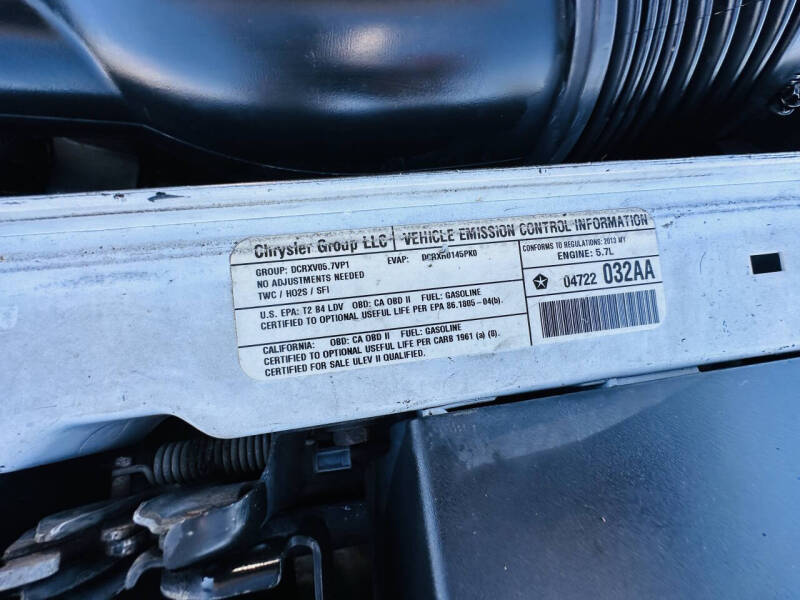 Chrysler Group LLC VEHICLE EMISSION CONTROL INFORMATION
GROUP: DCRXV05.7VP1 EVAP: DCRXR0145PK0
NO ADJUSTMENTS NEEDED
TWC / HO2S / SFI
U.S. EPA: T2 B4 LDV OBD: CA OBD II FUEL: GASOLINE
CERTIFIED TO OPTIONAL USEFUL LIFE PER EPA 86.1805-04(b).
CALIFORNIA: OBD: CA OBD II FUEL: GASOLINE
CERTIFIED TO OPTIONAL USEFUL LIFE PER CARB 1961 (a) (8).
CERTIFIED FOR SALE ULEV II QUALIFIED.
CONFORMS TO REGULATIONS: 2013 MY
ENGINE: 5.7L
04722 032AA